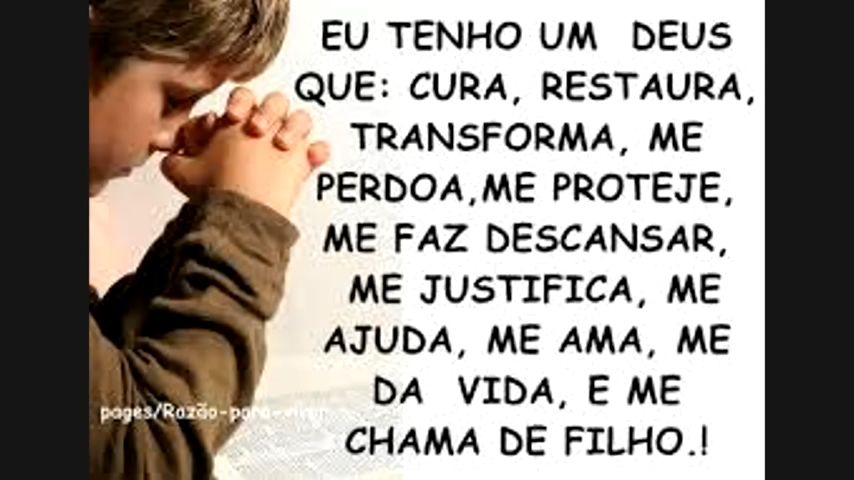 EU TENHO UM DEUS
QUE: CURA, RESTAURA,
TRANSFORMA, ME
PERDOA,ME PROTEJE,
ME FAZ DESCANSAR,
ME JUSTIFICA, ME
AJUDA, ME AMA, ME
DA VIDA, E ME
CHAMA DE FILHO.!
pages/Razão-para-viver